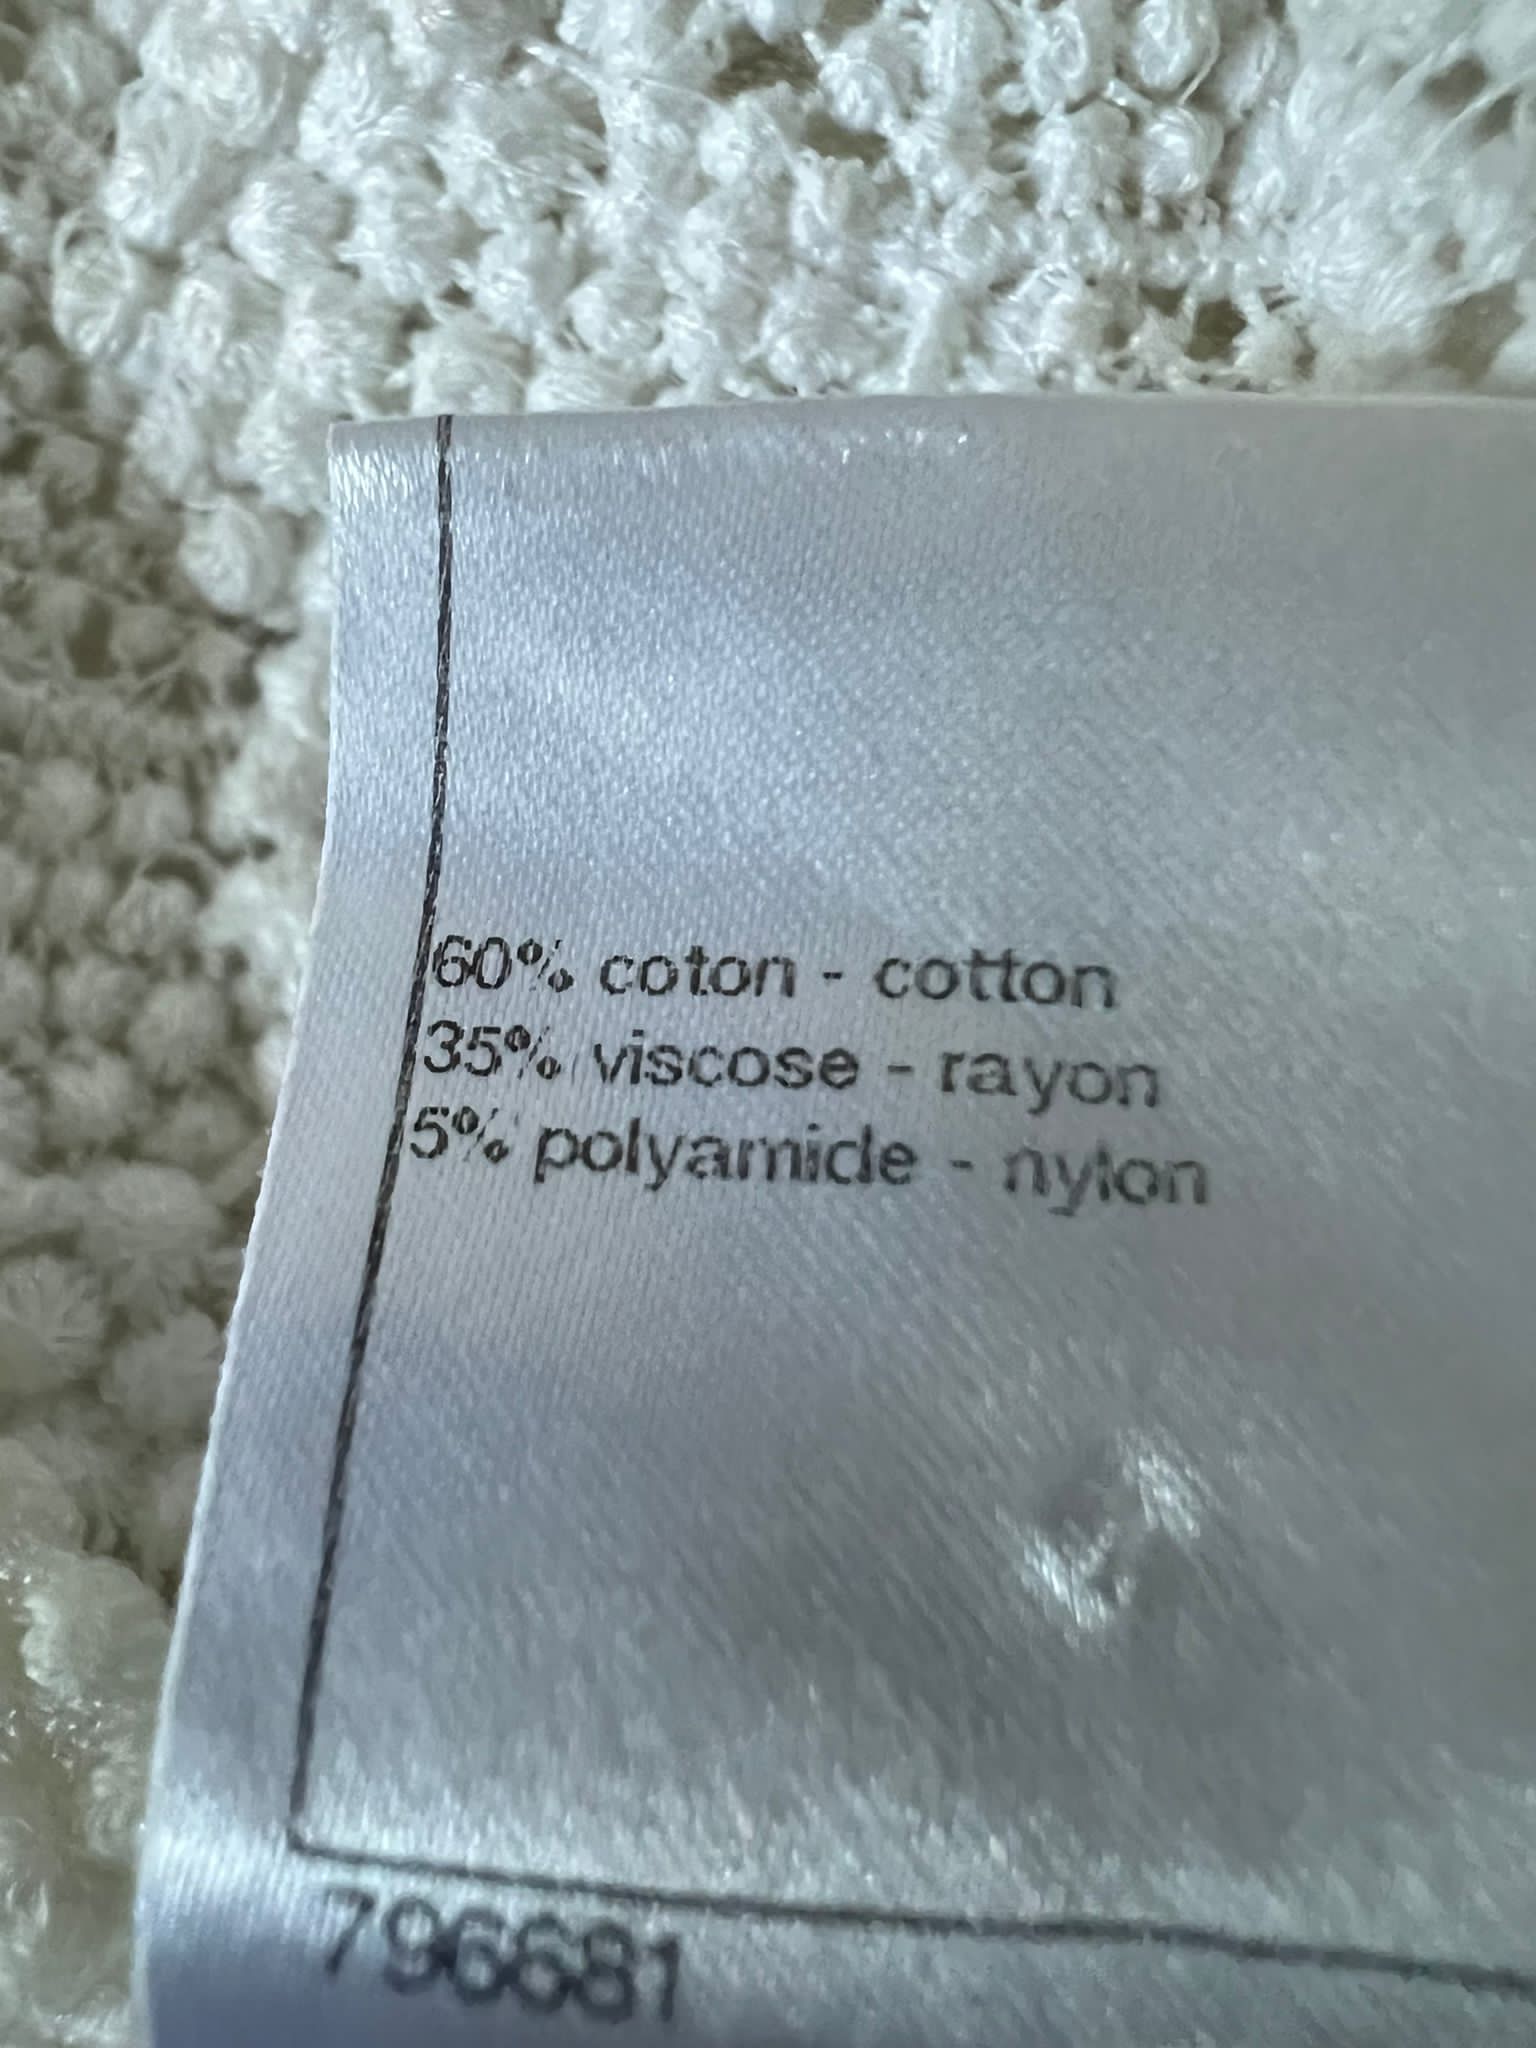 60% coton - cotton
35% viscose - rayon
5% polyamide - nylon
796681